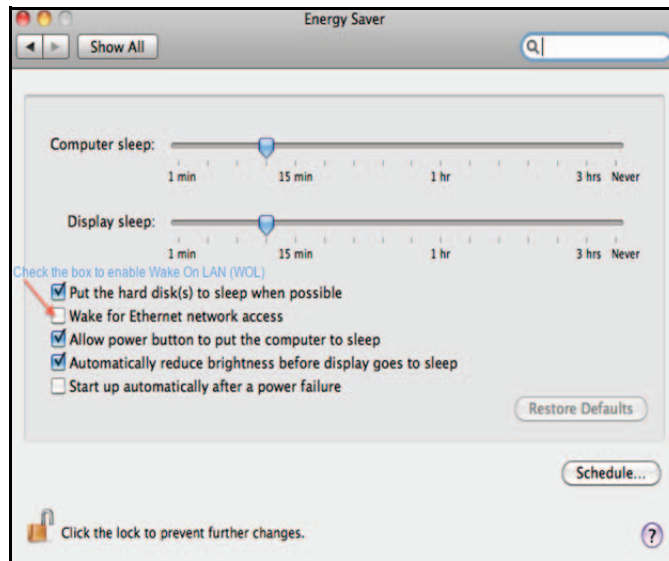 Energy Saver
Show All
Computer sleep:
1 min 15 min 1 hr 3 hrs Never
Display sleep:
1 min 15 min 1 hr 3 hrs Never
Check the box to enable Wake On LAN (WOL)
Put the hard disk(s) to sleep when possible
Wake for Ethernet network access
Allow power button to put the computer to sleep
Automatically reduce brightness before display goes to sleep
Start up automatically after a power failure
Restore Defaults
Schedule...
Click the lock to prevent further changes.
?